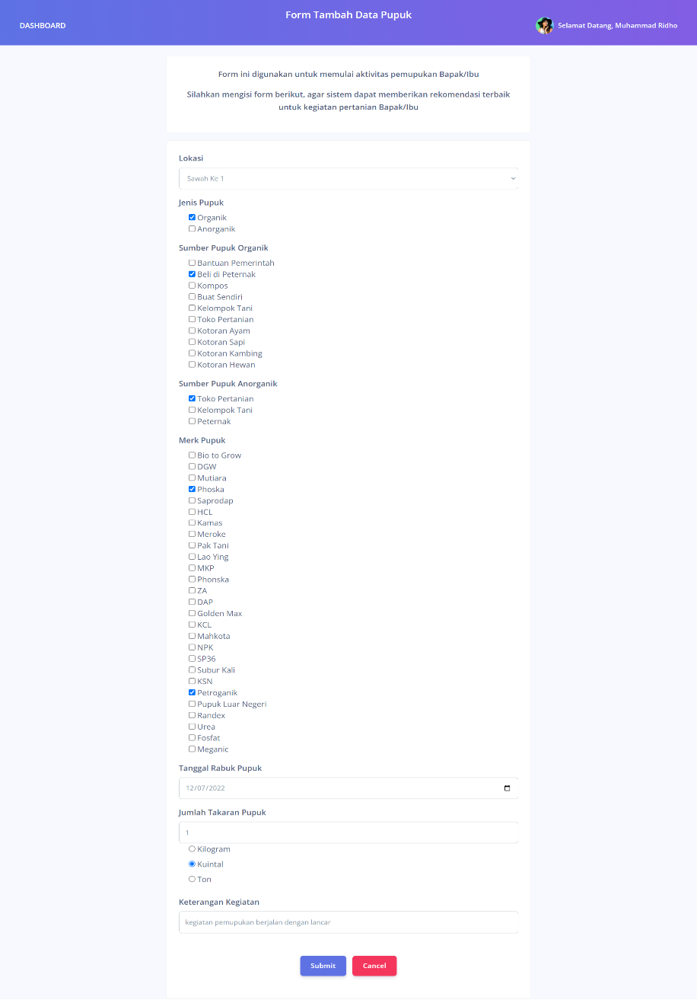 Form Tambah Data Pupuk
DASHBOARD
Selamat Datang, Muhammad Ridho
Form ini digunakan untuk memulai aktivitas pemupukan Bapak/Ibu
Silahkan mengisi form berikut, agar sistem dapat memberikan rekomendasi terbaik
untuk kegiatan pertanian Bapak/Ibu
Lokasi
Sawah Ke 1
Jenis Pupuk
Organik
Anorganik
Sumber Pupuk Organik
Bantuan Pemerintah
Beli di Peternak
Kompos
Buat Sendiri
Kelompok Tani
Toko Pertanian
Kotoran Ayam
Kotoran Sapi
Kotoran Kambing
Kotoran Hewan
Sumber Pupuk Anorganik
Toko Pertanian
Kelompok Tani
Peternak
Merk Pupuk
Bio to Grow
DGW
Mutiara
Phoska
Saprodap
HCL
Kamas
Meroke
Pak Tani
Lao Ying
MKP
Phonska
ZA
DAP
Golden Max
KCL
Mahkota
NPK
SP36
Subur Kali
KSN
Petroganik
Pupuk Luar Negeri
Randex
Urea
Fosfat
Meganic
Tanggal Rabuk Pupuk
12/07/2022
Jumlah Takaran Pupuk
1
Kilogram
Kuintal
Ton
Keterangan Kegiatan
kegiatan pemupukan berjalan dengan lancar
Submit
Cancel